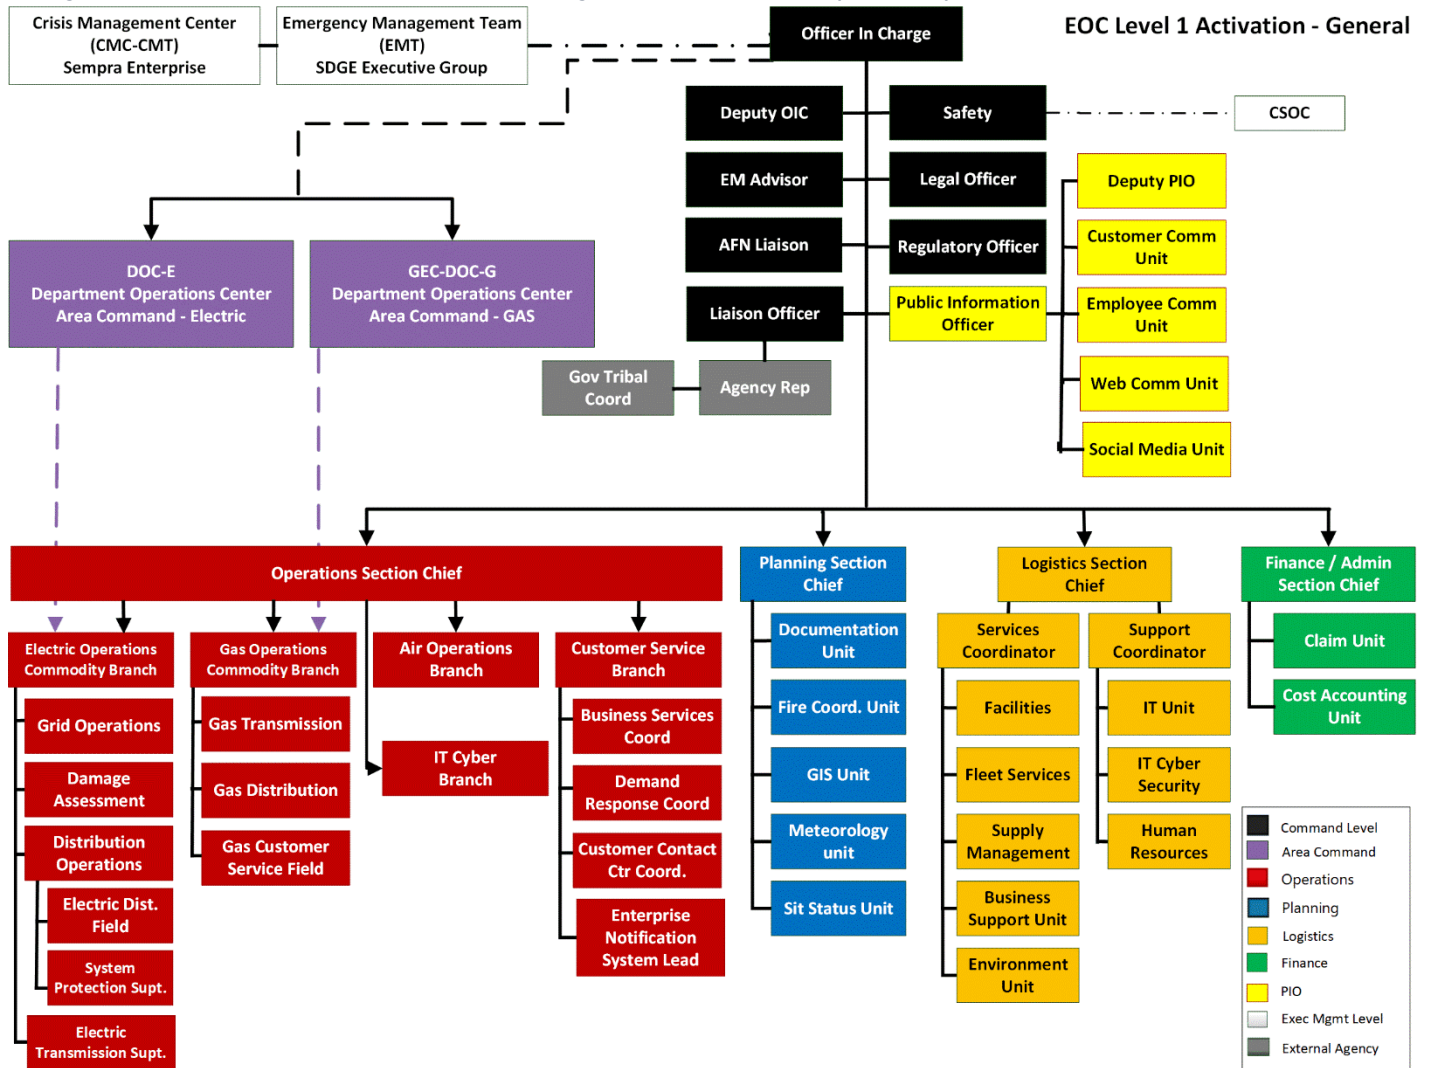 EOC Level 1 Activation - General
Crisis Management Center
(CMC-CMT)
Sempra Enterprise
Emergency Management Team
(EMT)
SDGE Executive Group
Officer In Charge
Deputy OIC
Safety
CSOC
EM Advisor
Legal Officer
Deputy PIO
AFN Liaison
Regulatory Officer
Customer Comm
Unit
DOC-E
Department Operations Center
Area Command - Electric
GEC-DOC-G
Department Operations Center
Area Command - GAS
Liaison Officer
Public Information
Officer
Employee Comm
Unit
Gov Tribal
Coord
Agency Rep
Web Comm Unit
Social Media Unit
Operations Section Chief
Planning Section
Chief
Logistics Section
Chief
Finance / Admin
Section Chief
Electric Operations
Commodity Branch
Grid Operations
Damage
Assessment
Distribution
Operations
Electric Dist.
Field
System
Protection Supt.
Electric
Transmission Supt.
Gas Operations
Commodity Branch
Gas Transmission
Gas Distribution
Gas Customer
Service Field
Air Operations
Branch
IT Cyber
Branch
Customer Service
Branch
Business Services
Coord
Demand
Response Coord
Customer Contact
Ctr Coord.
Enterprise
Notification
System Lead
Documentation
Unit
Fire Coord. Unit
GIS Unit
Meteorology
unit
Sit Status Unit
Services
Coordinator
Facilities
Fleet Services
Supply
Management
Business
Support Unit
Environment
Unit
Support
Coordinator
IT Unit
IT Cyber
Security
Human
Resources
Claim Unit
Cost Accounting
Unit
Command Level
Area Command
Operations
Planning
Logistics
Finance
PIO
Exec Mgmt Level
External Agency